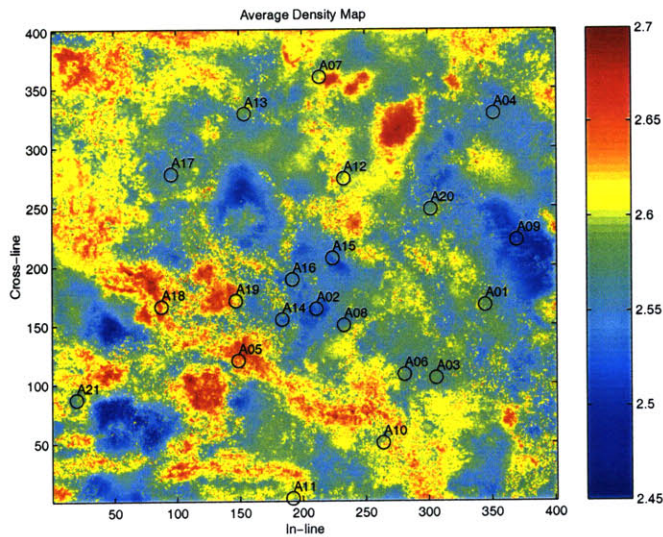 Average Density Map
400
350
300
250
200
150
100
50
50
100
150
200
250
300
350
400
Cross-line
In-line
A07
A13
A04
A12
A17
A20
A09
A15
A16
A18
A19
A14
A02
A08
A01
A05
A06
A03
A21
A10
A11
2.7
2.65
2.6
2.55
2.5
2.45